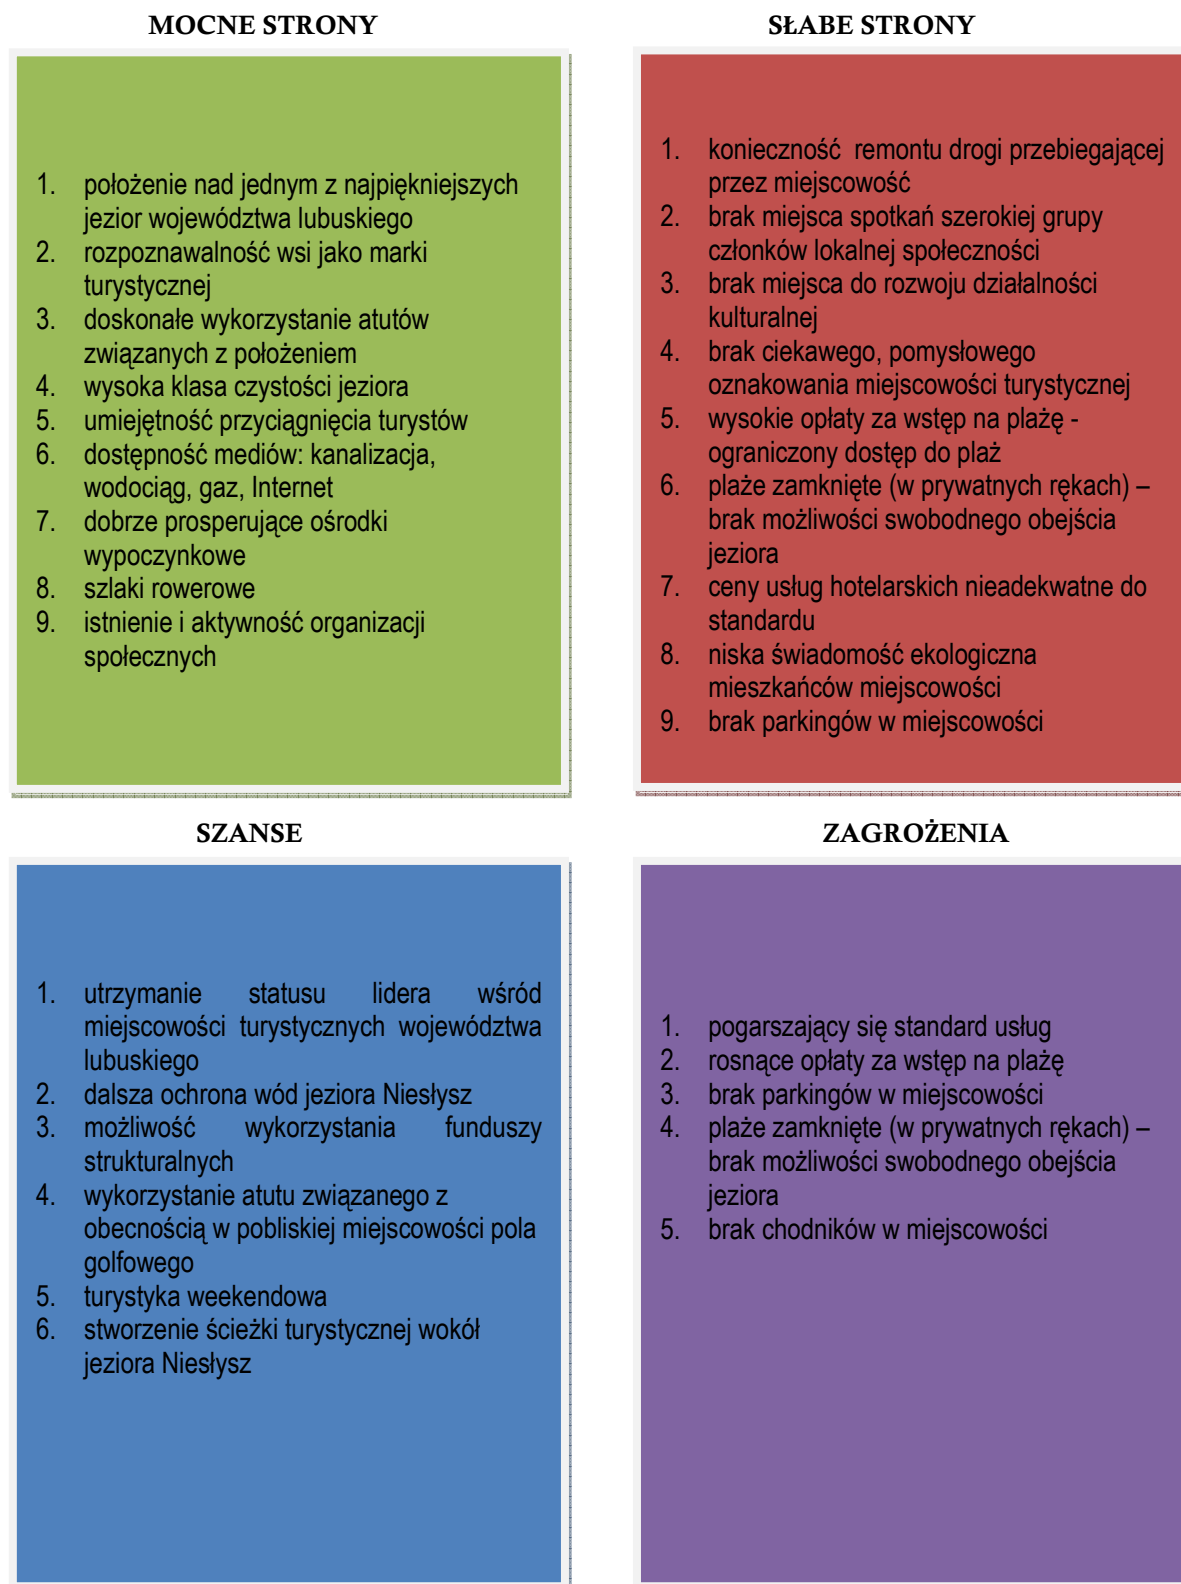 MOCNE STRONY
1. położenie nad jednym z najpiękniejszych
jezior województwa lubuskiego
2. rozpoznawalność wsi jako marki
turystycznej
3. doskonałe wykorzystanie atutów
związanych z położeniem
4. wysoka klasa czystości jeziora
5. umiejętność przyciągnięcia turystów
6. dostępność mediów: kanalizacja,
wodociąg, gaz, Internet
7. dobrze prosperujące ośrodki
wypoczynkowe
8. szlaki rowerowe
9. istnienie i aktywność organizacji
społecznych
SŁABE STRONY
1. konieczność remontu drogi przebiegającej
przez miejscowość
2. brak miejsca spotkań szerokiej grupy
członków lokalnej społeczności
3. brak miejsca do rozwoju działalności
kulturalnej
4. brak ciekawego, pomysłowego
oznakowania miejscowości turystycznej
5. wysokie opłaty za wstęp na plażę -
ograniczony dostęp do plaż
6. plaże zamknięte (w prywatnych rękach) –
brak możliwości swobodnego obejścia
jeziora
7. ceny usług hotelarskich nieadekwatne do
standardu
8. niska świadomość ekologiczna
mieszkańców miejscowości
9. brak parkingów w miejscowości
SZANSE
1. utrzymanie statusu lidera wśród
miejscowości turystycznych województwa
lubuskiego
2. dalsza ochrona wód jeziora Niesłysz
3. możliwość wykorzystania funduszy
strukturalnych
4. wykorzystanie atutu związanego z
obecnością w pobliskiej miejscowości pola
golfowego
5. turystyka weekendowa
6. stworzenie ścieżki turystycznej wokół
jeziora Niesłysz
ZAGROŻENIA
1. pogarszający się standard usług
2. rosnące opłaty za wstęp na plażę
3. brak parkingów w miejscowości
4. plaże zamknięte (w prywatnych rękach) –
brak możliwości swobodnego obejścia
jeziora
5. brak chodników w miejscowości